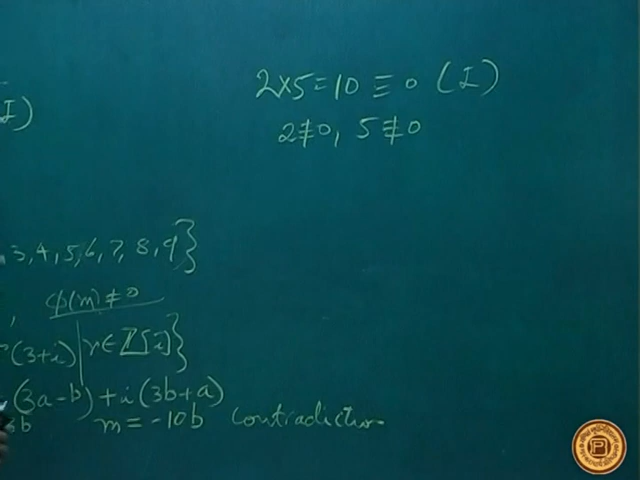 2×5=10 ≡ 0 (I)
I)
2≢0, 5≢0
3,4,5,6,7,8,9}
φ(m)≢0
(3+i)|r∈ℤ[i]}
(3a-b)+i(3b+a)
3b m=-10b contradiction